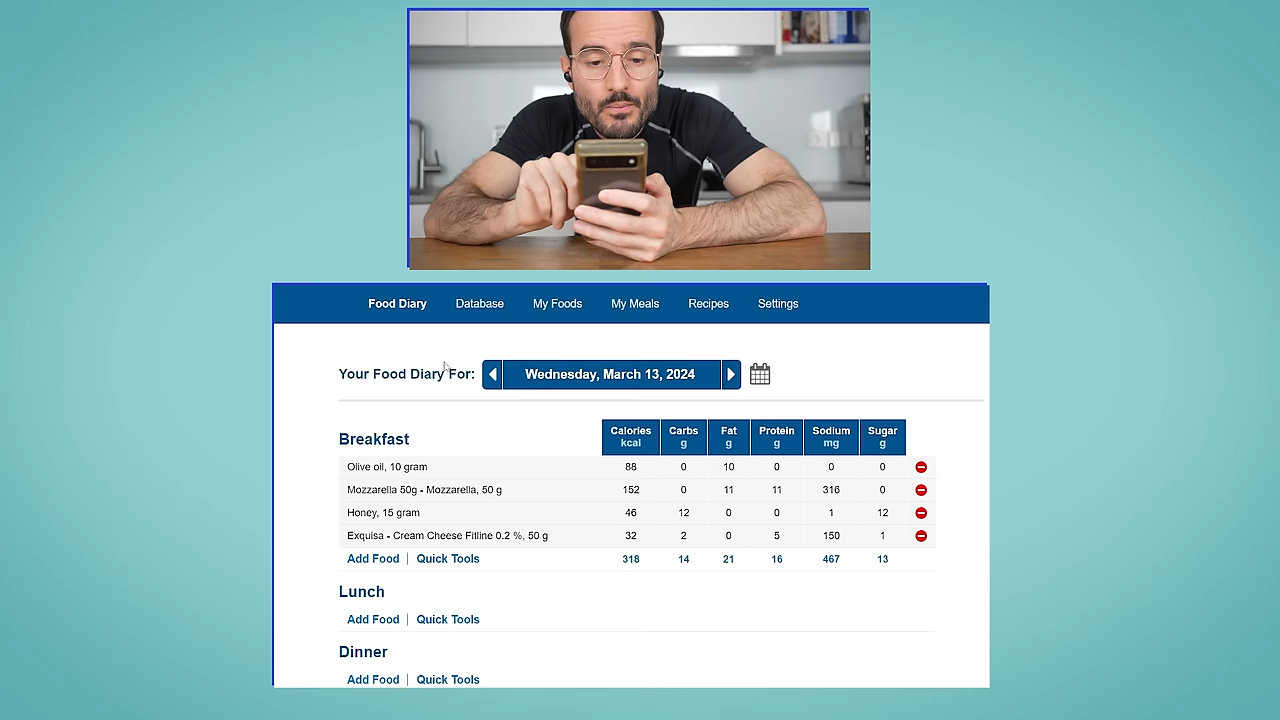 Food Diary Database My Foods My Meals Recipes Settings
Your Food Diary For: Wednesday, March 13, 2024
Breakfast Calories kcal Carbs g Fat g Protein g Sodium mg Sugar g
Olive oil, 10 gram 88 0 10 0 0 0
Mozzarella 50g - Mozzarella, 50 g 152 0 11 11 316 0
Honey, 15 gram 46 12 0 0 1 12
Exquisa - Cream Cheese Fitline 0.2 %, 50 g 32 2 0 5 150 1
Add Food | Quick Tools 318 14 21 16 467 13
Lunch
Add Food | Quick Tools
Dinner
Add Food | Quick Tools